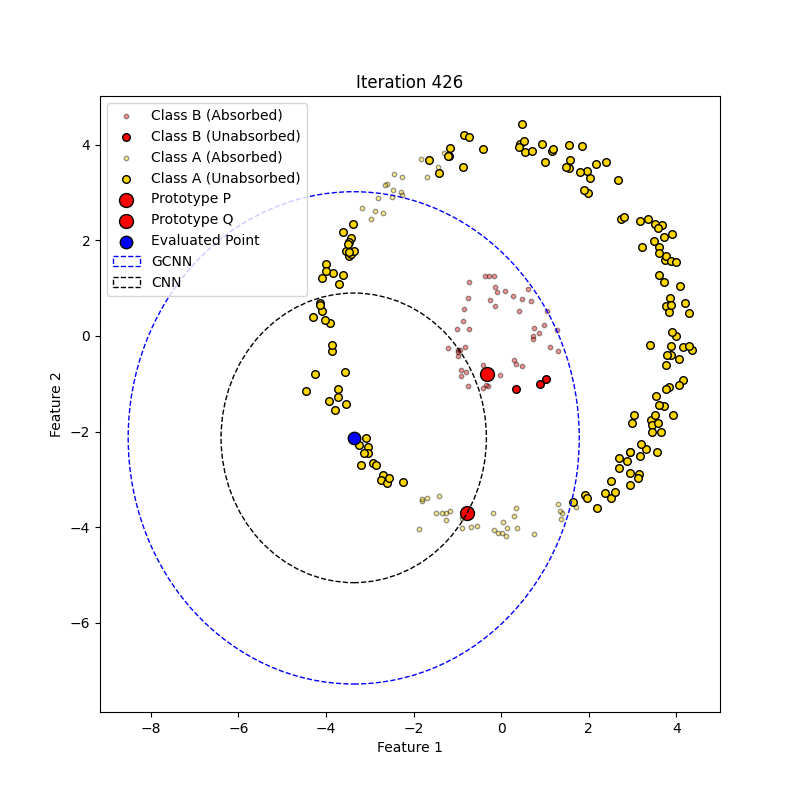 Iteration 426
Class B (Absorbed)
Class B (Unabsorbed)
Class A (Absorbed)
Class A (Unabsorbed)
Prototype P
Prototype Q
Evaluated Point
GCNN
CNN
4
2
0
−2
−4
−6
Feature 2
−8 −6 −4 −2 0 2 4
Feature 1